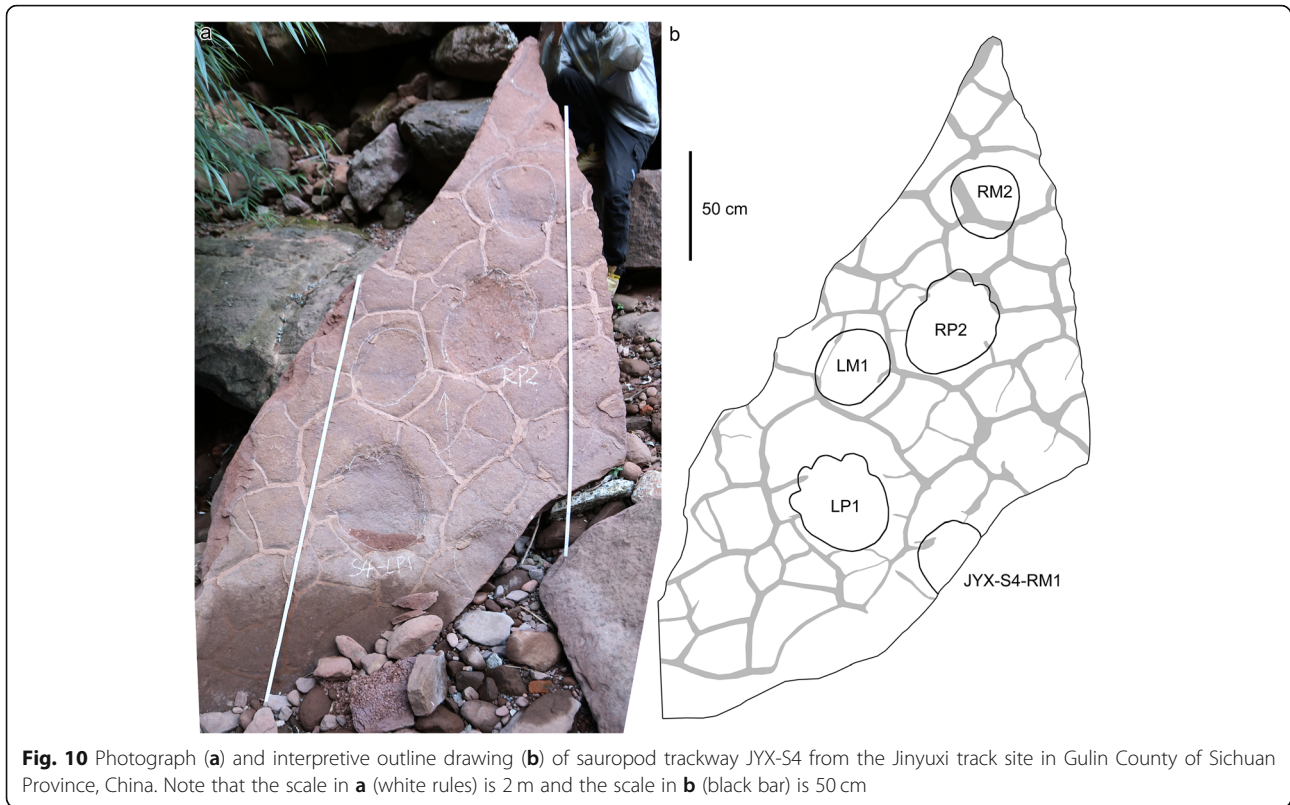 a
b
RM2
50 cm
RP2
LM1
RP2
LP1
S4-LP1
JYX-S4-RM1
Fig. 10 Photograph (a) and interpretive outline drawing (b) of sauropod trackway JYX-S4 from the Jinyuxi track site in Gulin County of Sichuan
Province, China. Note that the scale in a (white rules) is 2 m and the scale in b (black bar) is 50 cm